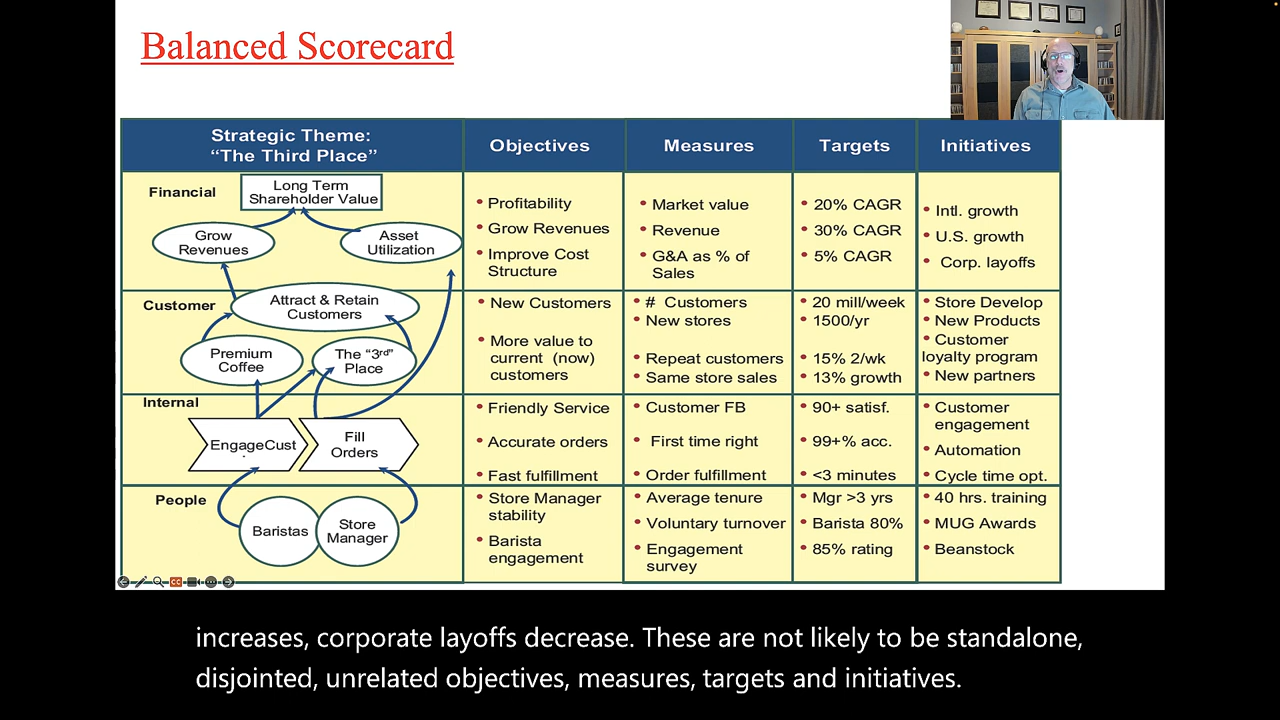 Balanced Scorecard
Strategic Theme:
“The Third Place”
Objectives
Measures
Targets
Initiatives
Financial
Long Term
Shareholder Value
Grow
Revenues
Asset
Utilization
• Profitability
• Grow Revenues
• Improve Cost
Structure
• Market value
• Revenue
• G&A as % of
Sales
• 20% CAGR
• 30% CAGR
• 5% CAGR
• Intl. growth
• U.S. growth
• Corp. layoffs
Customer
Attract & Retain
Customers
Premium
Coffee
The “3rd”
Place
• New Customers
• More value to
current (now)
customers
• # Customers
• New stores
• Repeat customers
• Same store sales
• 20 mill/week
• 1500/yr
• 15% 2/wk
• 13% growth
• Store Develop
• New Products
• Customer
loyalty program
• New partners
Internal
EngageCust
.
Fill
Orders
• Friendly Service
• Accurate orders
• Fast fulfillment
• Customer FB
• First time right
• Order fulfillment
• 90+ satisf.
• 99+% acc.
• <3 minutes
• Customer
engagement
• Automation
• Cycle time opt.
People
Baristas
Store
Manager
• Store Manager
stability
• Barista
engagement
• Average tenure
• Voluntary turnover
• Engagement
survey
• Mgr >3 yrs
• Barista 80%
• 85% rating
• 40 hrs. training
• MUG Awards
• Beanstock
increases, corporate layoffs decrease. These are not likely to be standalone,
disjointed, unrelated objectives, measures, targets and initiatives.